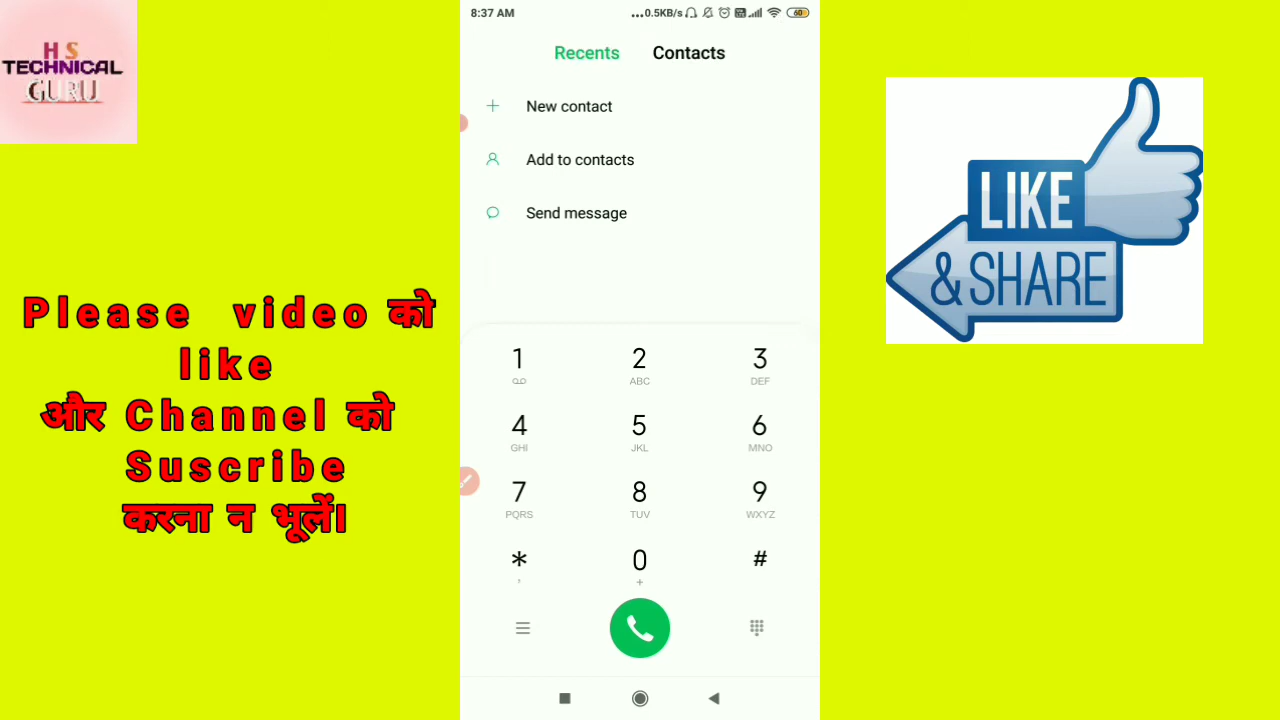 H S
TECHNICAL
GURU
Please video को
like
और Channel को
Suscribe
करना न भूलें।
8:37 AM
...0.5KB/s
60
Recents
Contacts
New contact
Add to contacts
Send message
1
2 ABC
3 DEF
4 GHI
5 JKL
6 MNO
7 PQRS
8 TUV
9 WXYZ
* ,
0 +
#
LIKE
& SHARE